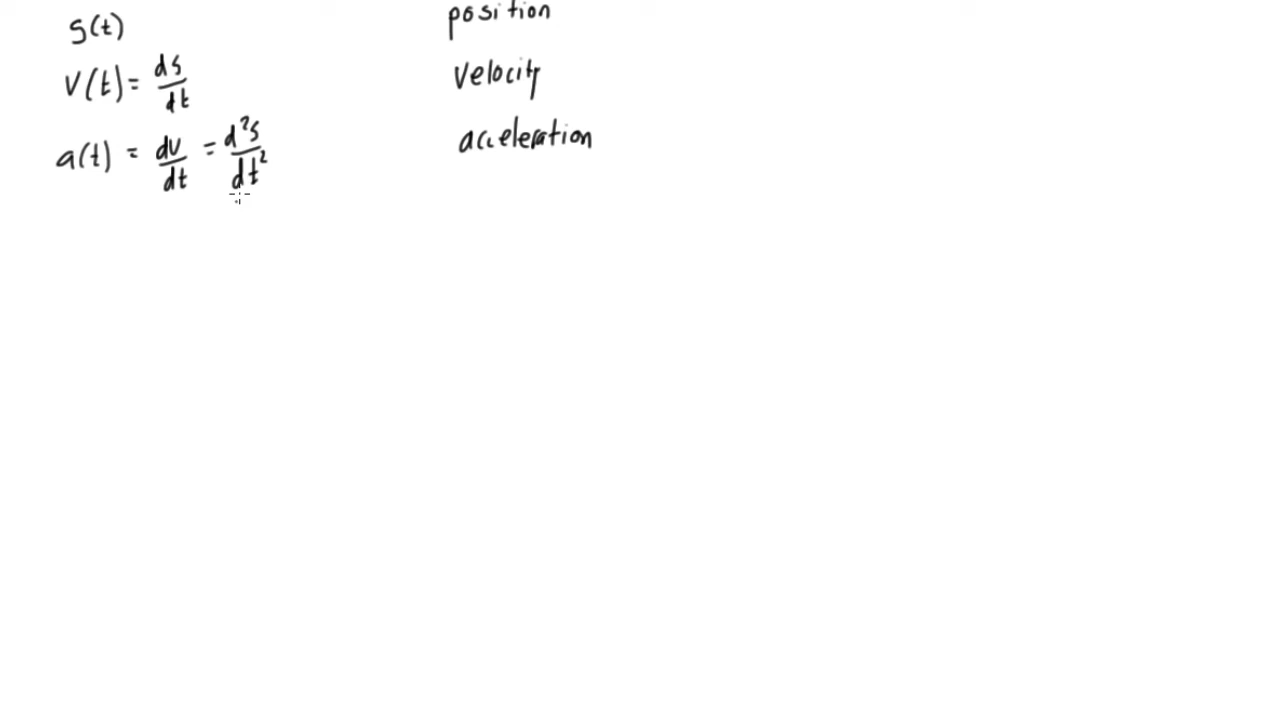 s(t) position
v(t) = ds/dt velocity
a(t) = dv/dt = d²s/dt² acceleration